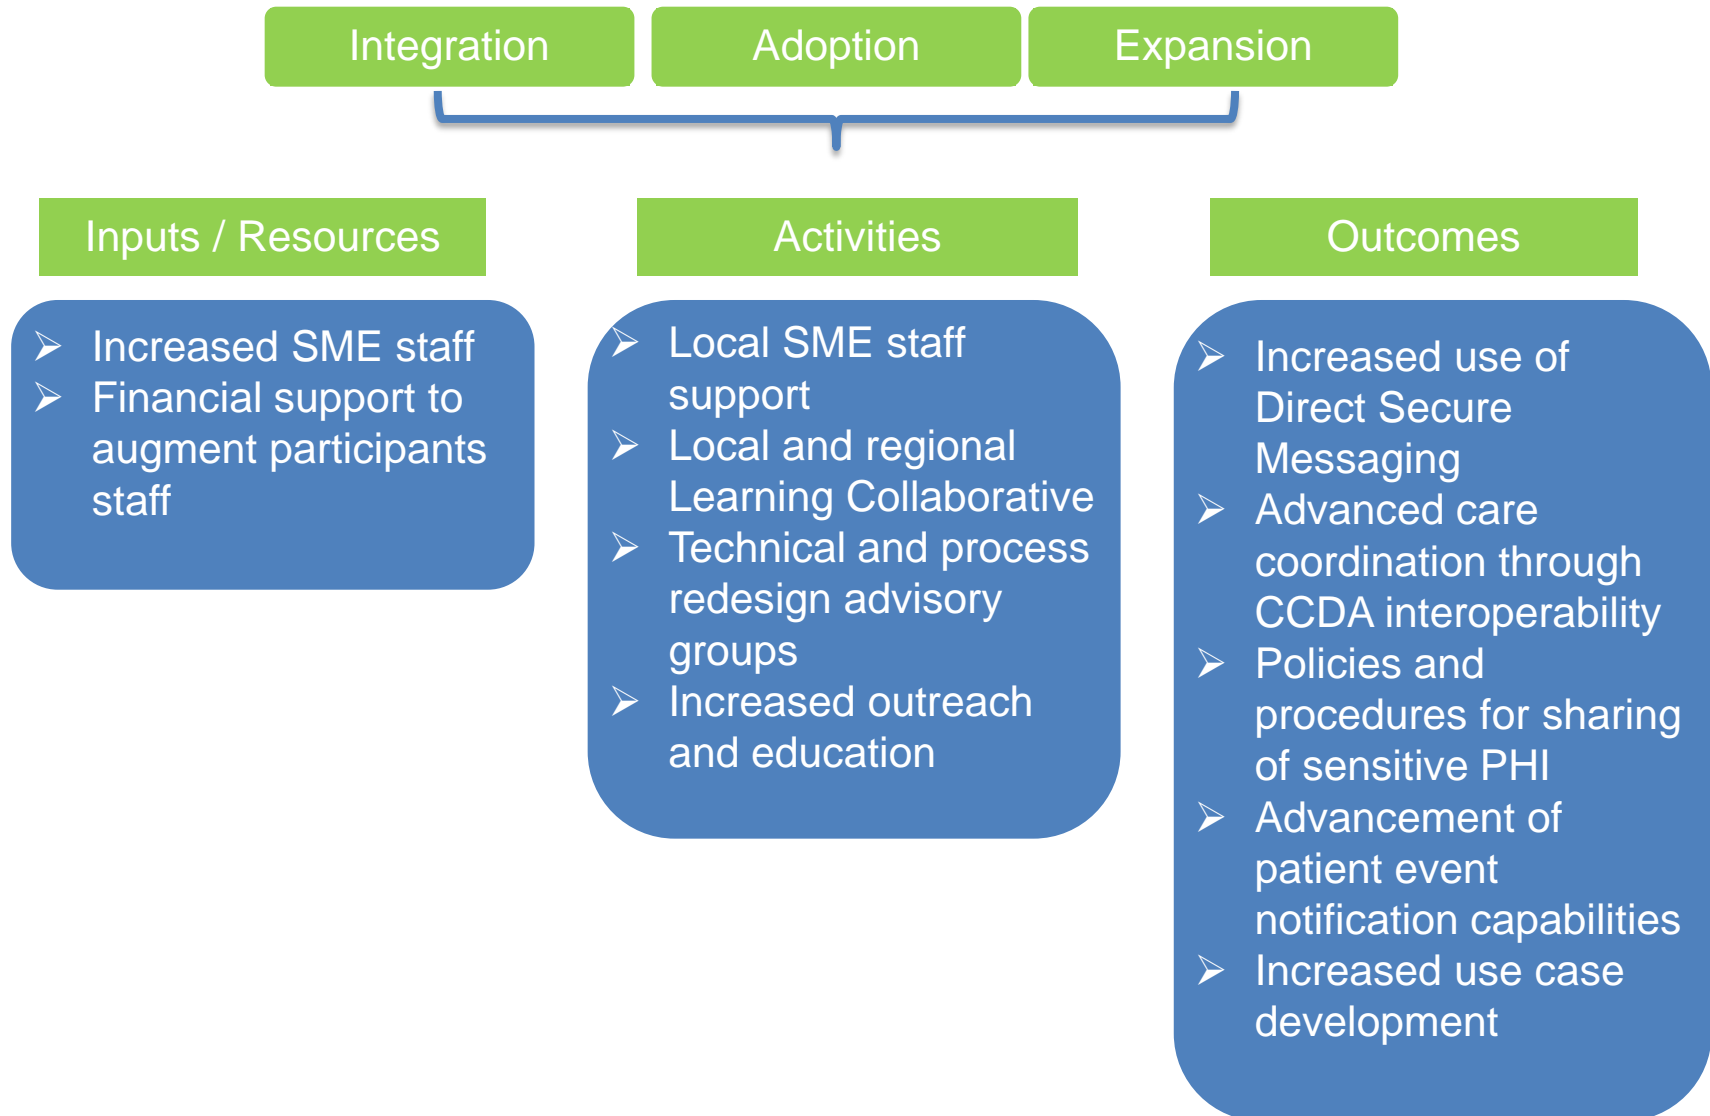 Integration
Adoption
Expansion
Inputs / Resources
Activities
Outcomes
➢ Increased SME staff
➢ Financial support to
augment participants
staff
➢ Local SME staff
support
➢ Local and regional
Learning Collaborative
➢ Technical and process
redesign advisory
groups
➢ Increased outreach
and education
➢ Increased use of
Direct Secure
Messaging
➢ Advanced care
coordination through
CCDA interoperability
➢ Policies and
procedures for sharing
of sensitive PHI
➢ Advancement of
patient event
notification capabilities
➢ Increased use case
development